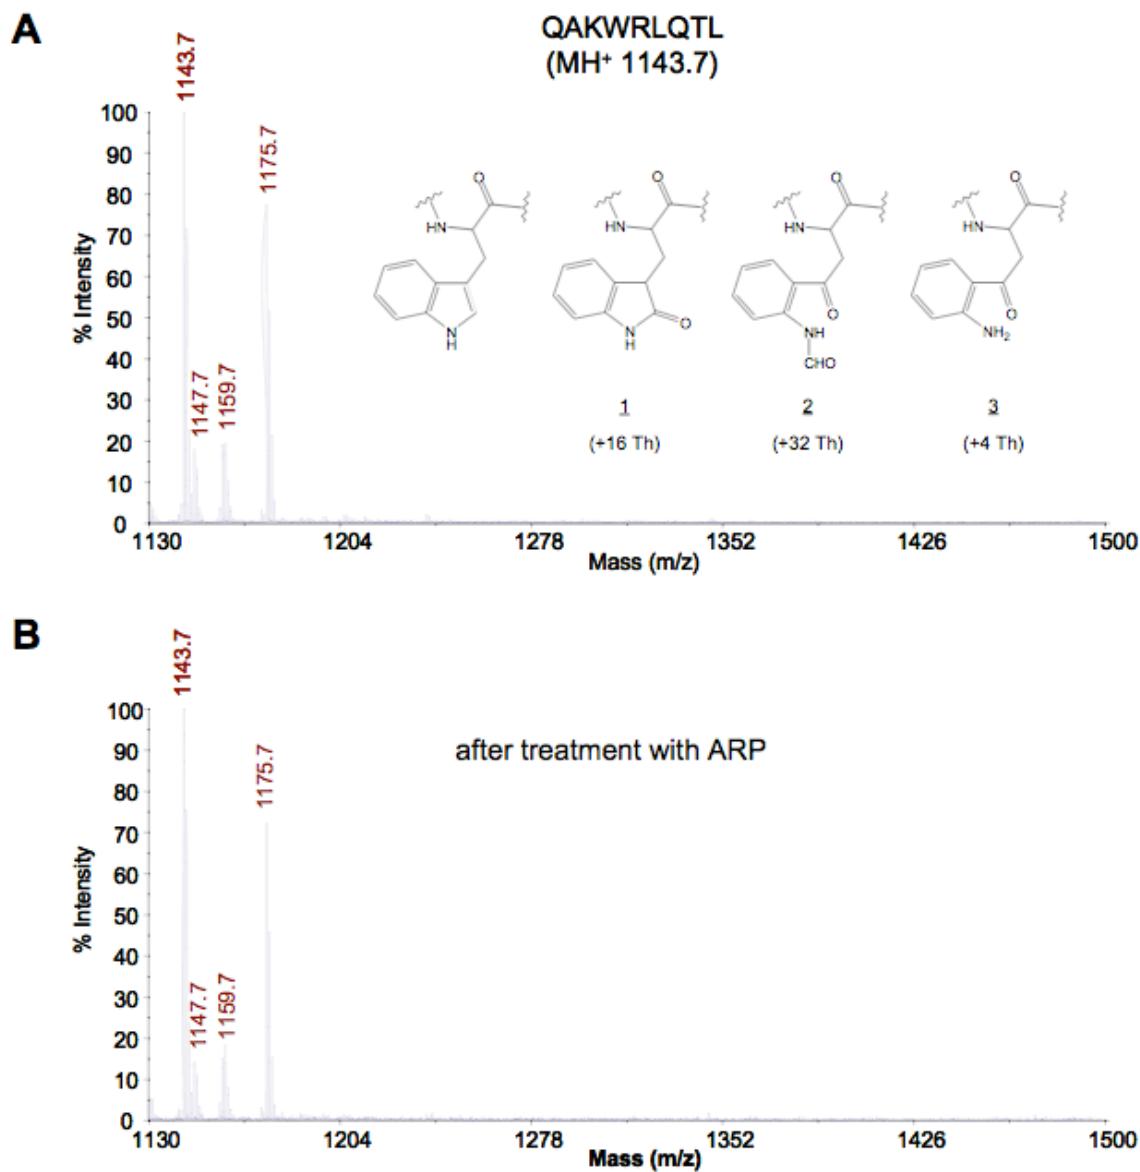 A
QAKWRLQTL
(MH+ 1143.7)
1143.7
1147.7
1159.7
1175.7
% Intensity
100
90
80
70
60
50
40
30
20
10
0
O
HN
N
H
O
HN
N
H
O
1
(+16 Th)
O
HN
O
NH
CHO
2
(+32 Th)
O
HN
O
NH2
3
(+4 Th)
1130
1204
1278
1352
1426
1500
Mass (m/z)
B
after treatment with ARP
1143.7
1147.7
1159.7
1175.7
% Intensity
100
90
80
70
60
50
40
30
20
10
0
1130
1204
1278
1352
1426
1500
Mass (m/z)